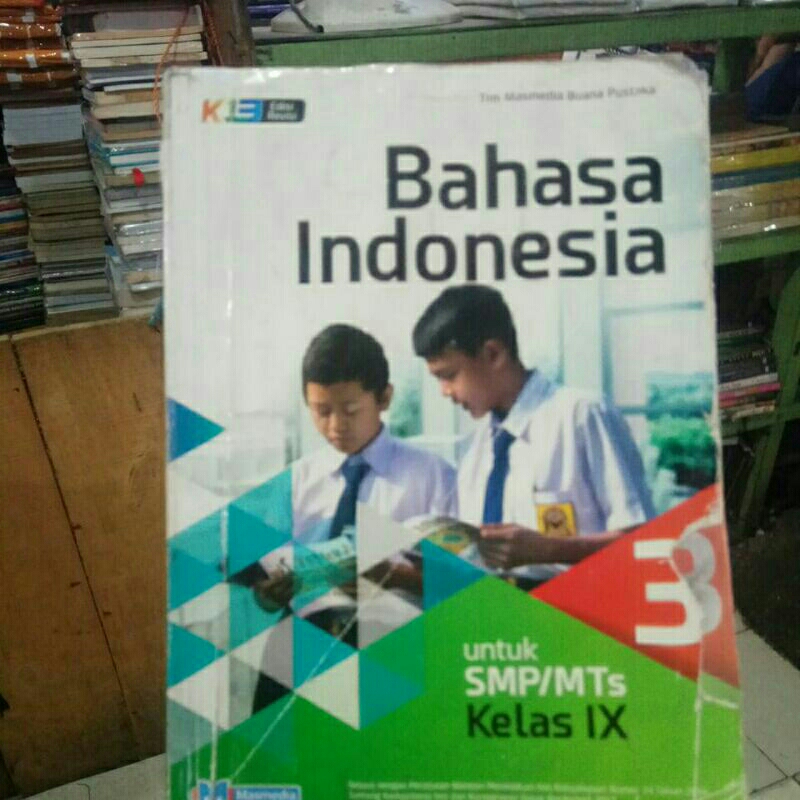 Tim Masmedia Buana Pustaka
K13 Edisi Revisi
Bahasa
Indonesia
3
untuk
SMP/MTs
Kelas IX
Masmedia